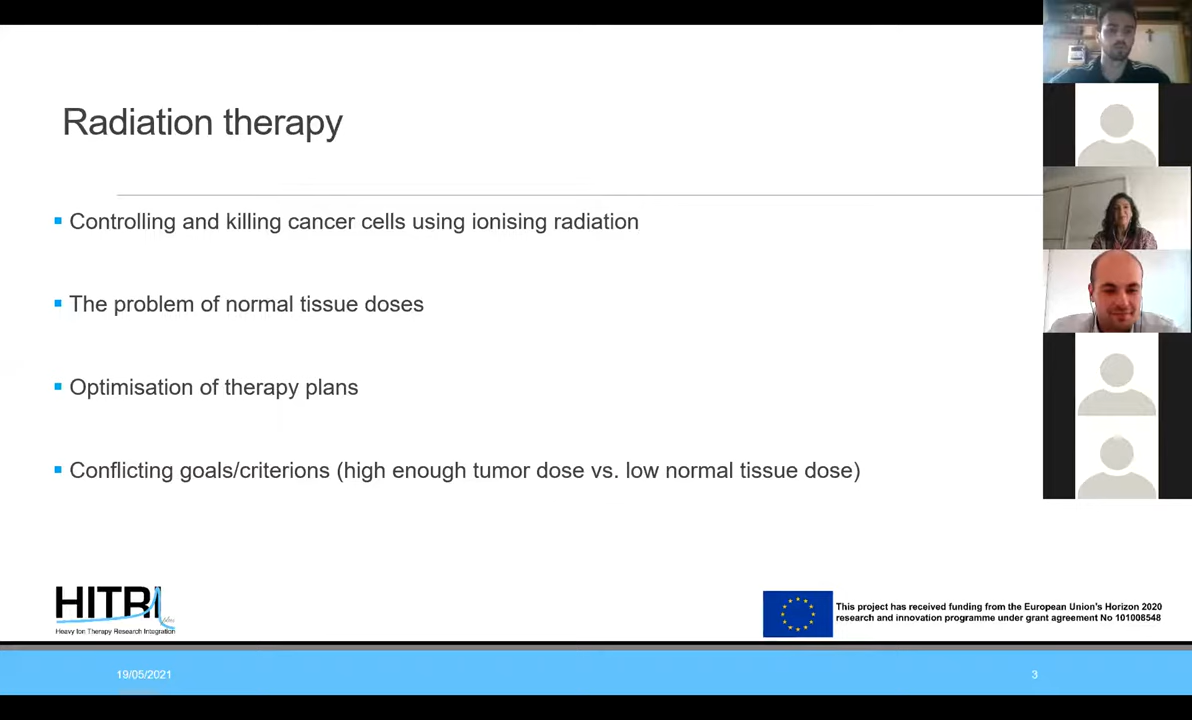 Radiation therapy
Controlling and killing cancer cells using ionising radiation
The problem of normal tissue doses
Optimisation of therapy plans
Conflicting goals/criterions (high enough tumor dose vs. low normal tissue dose)
HITRI
Heavy Ion Therapy Research Integration
This project has received funding from the European Union's Horizon 2020
research and innovation programme under grant agreement No 101008548
19/05/2021
3